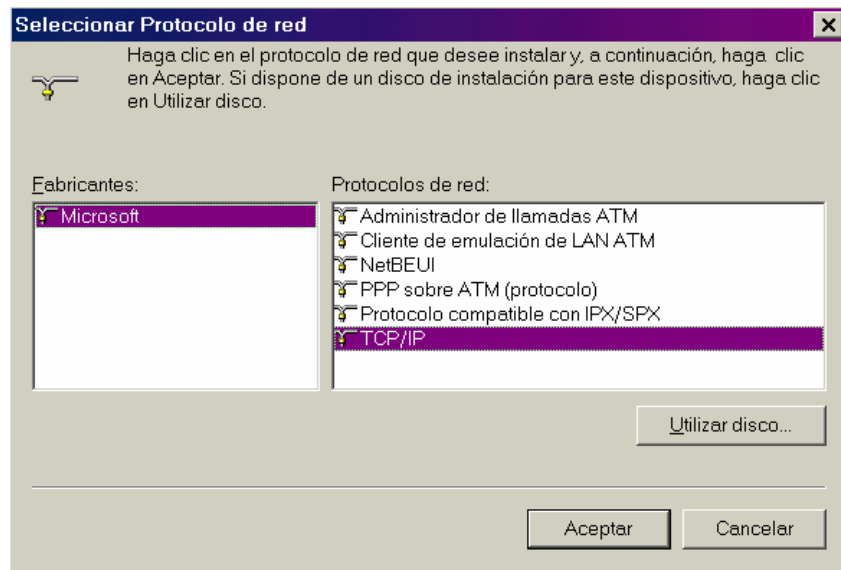 Seleccionar Protocolo de red
Haga clic en el protocolo de red que desee instalar y, a continuación, haga clic
en Aceptar. Si dispone de un disco de instalación para este dispositivo, haga clic
en Utilizar disco.
Fabricantes:
Microsoft
Protocolos de red:
Administrador de llamadas ATM
Cliente de emulación de LAN ATM
NetBEUI
PPP sobre ATM (protocolo)
Protocolo compatible con IPX/SPX
TCP/IP
Utilizar disco...
Aceptar
Cancelar